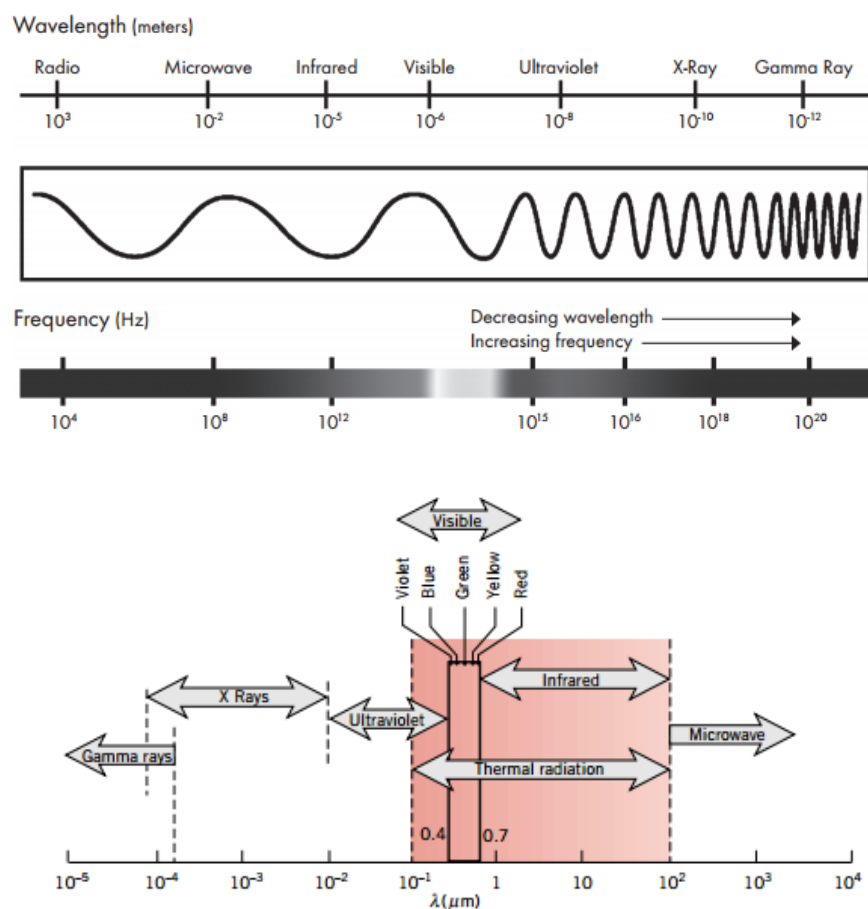 Wavelength (meters)
Radio Microwave Infrared Visible Ultraviolet X-Ray Gamma Ray
10³ 10⁻² 10⁻⁵ 10⁻⁶ 10⁻⁸ 10⁻¹⁰ 10⁻¹²
Frequency (Hz)
Decreasing wavelength
Increasing frequency
10⁴ 10⁸ 10¹² 10¹⁵ 10¹⁶ 10¹⁸ 10²⁰
Visible
Violet
Blue
Green
Yellow
Red
X Rays
Infrared
Ultraviolet
Microwave
Gamma rays
Thermal radiation
0.4 0.7
10⁻⁵ 10⁻⁴ 10⁻³ 10⁻² 10⁻¹ 1 10² 10³ 10⁴
λ(μm)